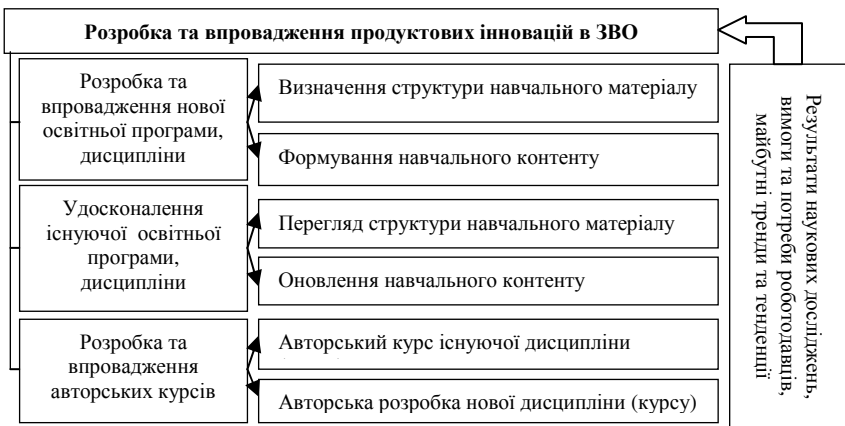 Розробка та впровадження продуктових інновацій в ЗВО
Розробка та
впровадження нової
освітньої програми,
дисципліни
Визначення структури навчального матеріалу
Формування навчального контенту
Удосконалення
існуючої освітньої
програми,
дисципліни
Перегляд структури навчального матеріалу
Оновлення навчального контенту
Розробка та
впровадження
авторських курсів
Авторський курс існуючої дисципліни
Авторська розробка нової дисципліни (курсу)
Результати наукових досліджень,
вимоги та потреби роботодавців,
майбутні тренди та тенденції